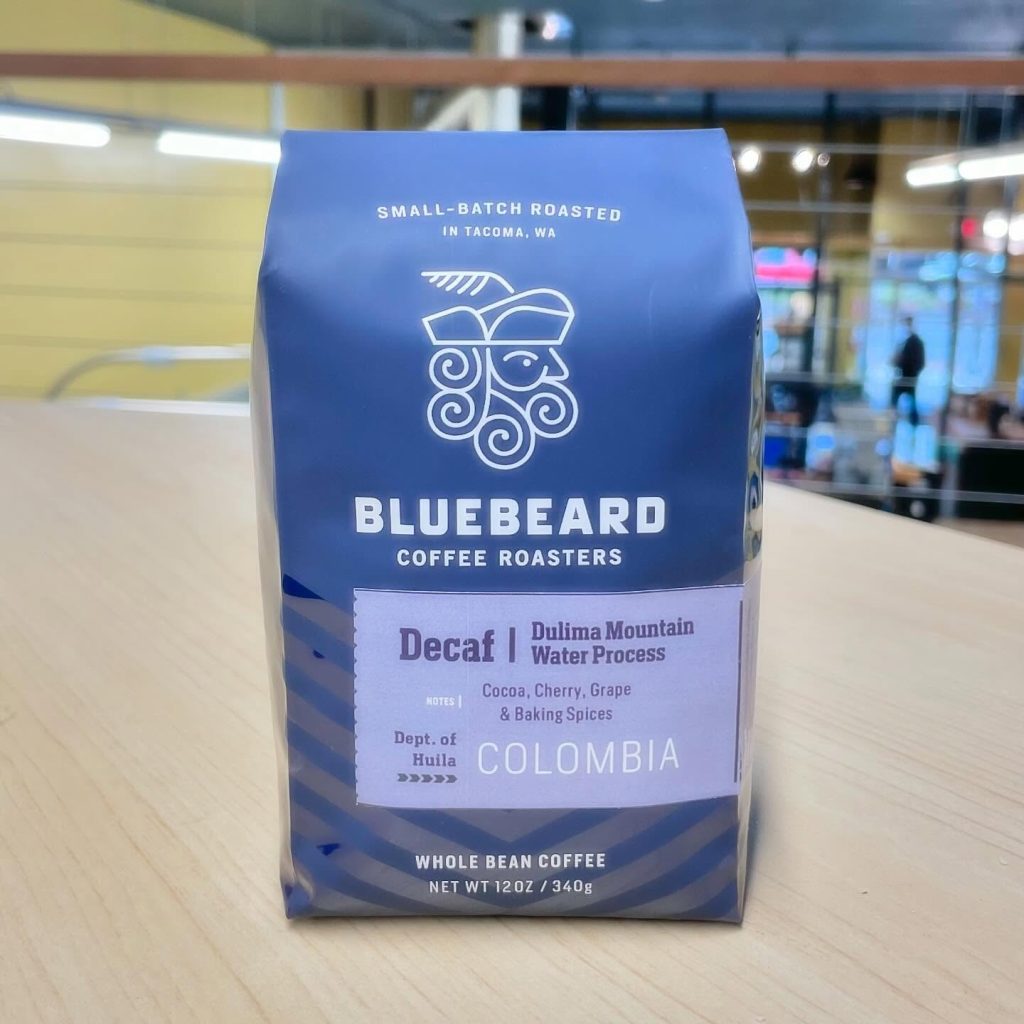 SMALL-BATCH ROASTED
IN TACOMA, WA
BLUEBEARD
COFFEE ROASTERS
Decaf | Dulima Mountain
Water Process
NOTES | Cocoa, Cherry, Grape
& Baking Spices
Dept. of
Huila
COLOMBIA
WHOLE BEAN COFFEE
NET WT 12OZ / 340g